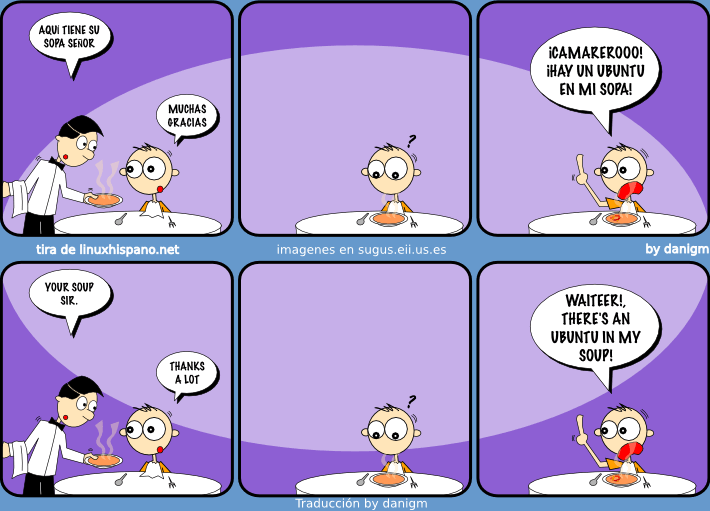 AQUÍ TIENE SU
SOPA SEÑOR
MUCHAS
GRACIAS
?
¡CAMAREROOO!
¡HAY UN UBUNTU
EN MI SOPA!
tira de linuxhispano.net
imagenes en sugus.eii.us.es
by danigm
YOUR SOUP
SIR.
THANKS
A LOT
?
WAITEER!,
THERE'S AN
UBUNTU IN MY
SOUP!
Traducción by danigm